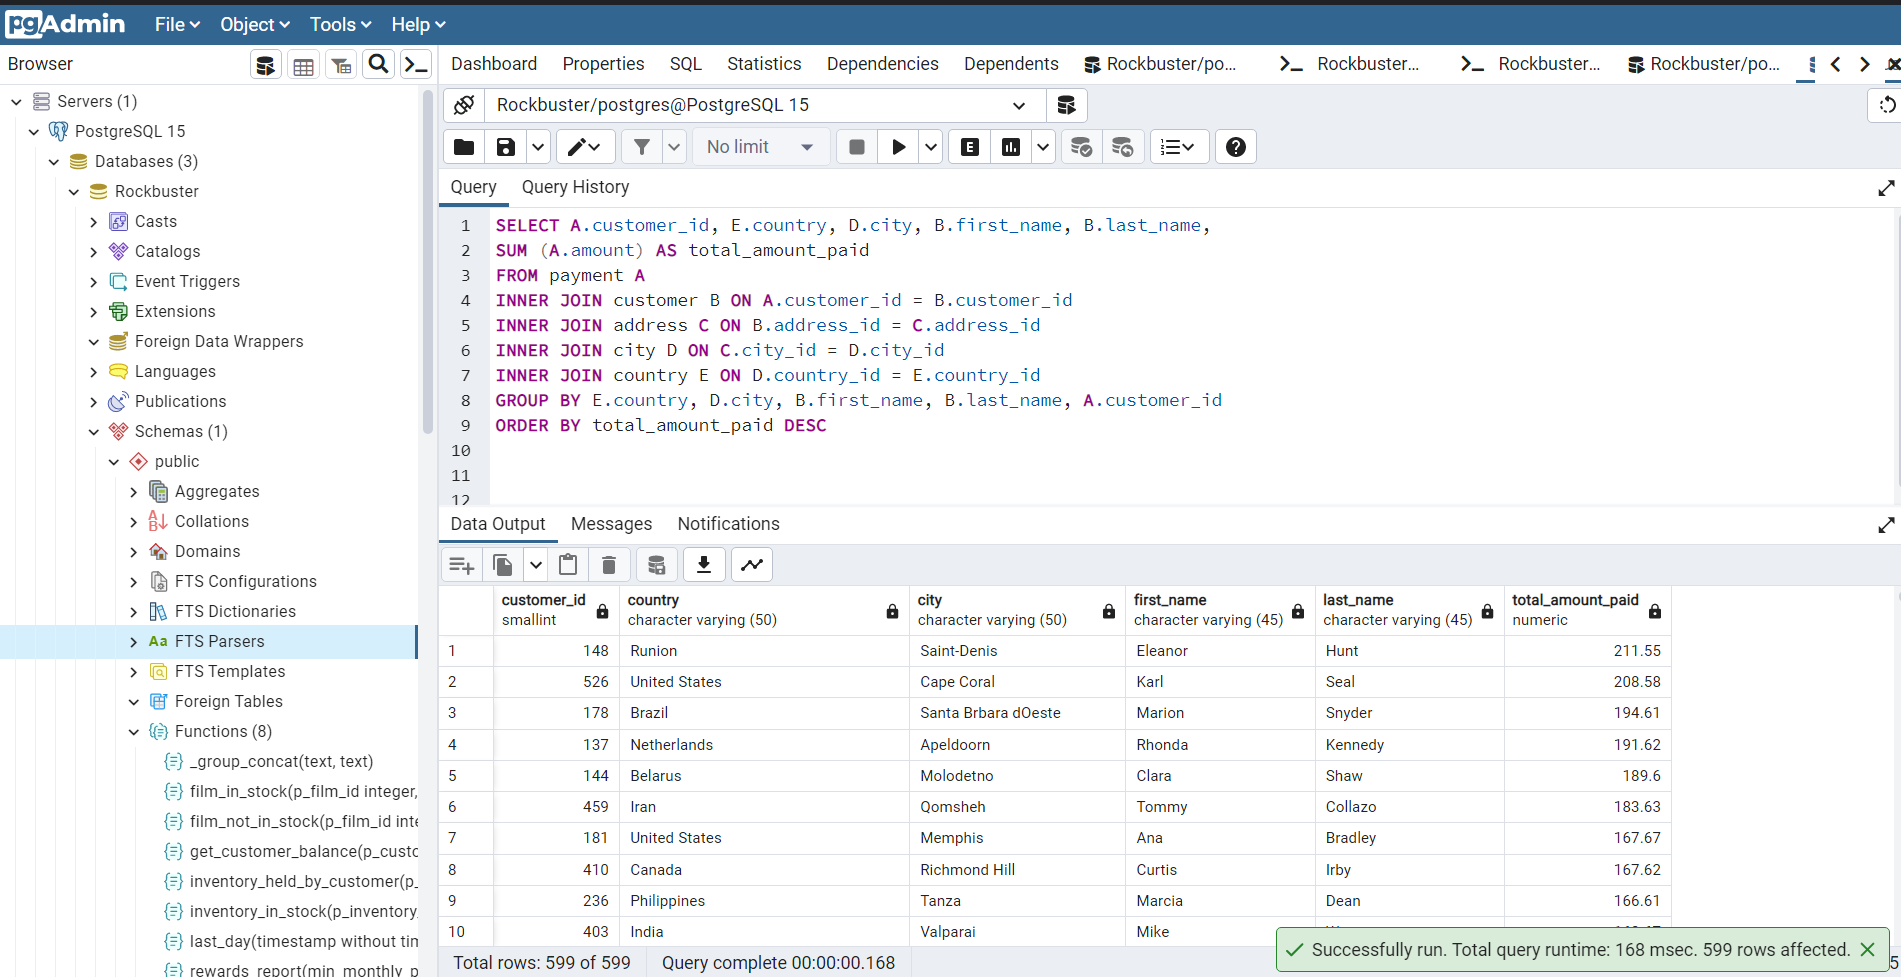 pgAdmin File Object Tools Help
Browser
Dashboard Properties SQL Statistics Dependencies Dependents Rockbuster/po... Rockbuster... Rockbuster... Rockbuster/po...
Servers (1)
PostgreSQL 15
Databases (3)
Rockbuster
Casts
Catalogs
Event Triggers
Extensions
Foreign Data Wrappers
Languages
Publications
Schemas (1)
public
Aggregates
Collations
Domains
FTS Configurations
FTS Dictionaries
Aa FTS Parsers
FTS Templates
Foreign Tables
Functions (8)
_group_concat(text, text)
film_in_stock(p_film_id integer,
film_not_in_stock(p_film_id inte
get_customer_balance(p_custo
inventory_held_by_customer(p_
inventory_in_stock(p_inventory
last_day(timestamp without tim
rewards_report(min_monthly_p
Rockbuster/postgres@PostgreSQL 15
No limit
E
Query Query History
1 SELECT A.customer_id, E.country, D.city, B.first_name, B.last_name,
2 SUM (A.amount) AS total_amount_paid
3 FROM payment A
4 INNER JOIN customer B ON A.customer_id = B.customer_id
5 INNER JOIN address C ON B.address_id = C.address_id
6 INNER JOIN city D ON C.city_id = D.city_id
7 INNER JOIN country E ON D.country_id = E.country_id
8 GROUP BY E.country, D.city, B.first_name, B.last_name, A.customer_id
9 ORDER BY total_amount_paid DESC
10
11
12
Data Output Messages Notifications
customer_id country city first_name last_name total_amount_paid
smallint character varying (50) character varying (50) character varying (45) character varying (45) numeric
1 148 Runion Saint-Denis Eleanor Hunt 211.55
2 526 United States Cape Coral Karl Seal 208.58
3 178 Brazil Santa Brbara dOeste Marion Snyder 194.61
4 137 Netherlands Apeldoorn Rhonda Kennedy 191.62
5 144 Belarus Molodetno Clara Shaw 189.6
6 459 Iran Qomsheh Tommy Collazo 183.63
7 181 United States Memphis Ana Bradley 167.67
8 410 Canada Richmond Hill Curtis Irby 167.62
9 236 Philippines Tanza Marcia Dean 166.61
10 403 India Valparai Mike
Successfully run. Total query runtime: 168 msec. 599 rows affected.
Total rows: 599 of 599 Query complete 00:00:00.168